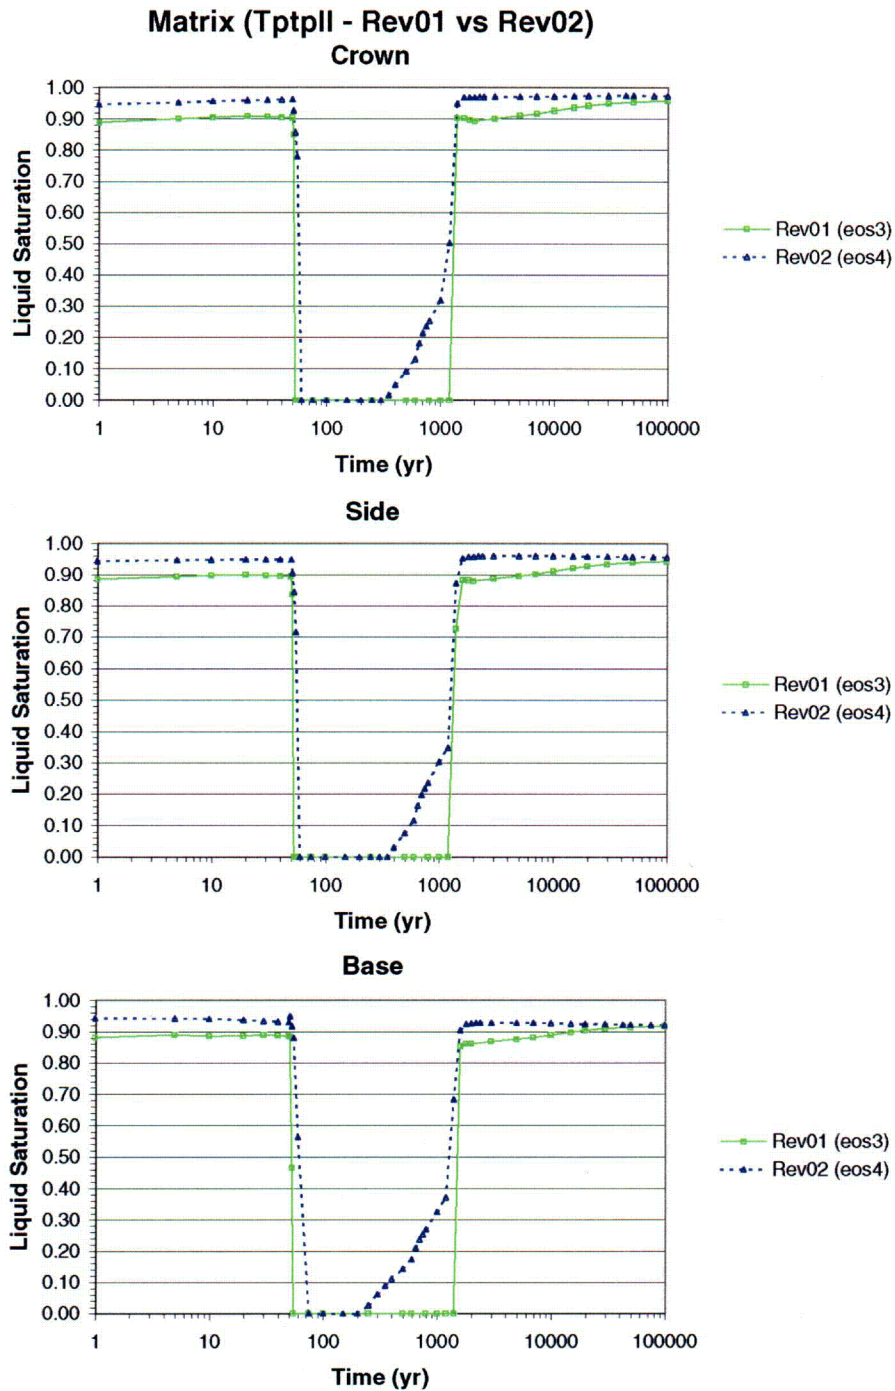 Matrix (Tptpll - Rev01 vs Rev02)
Crown
1.00
0.90
0.80
0.70
0.60
0.50
0.40
0.30
0.20
0.10
0.00
Liquid Saturation
1 10 100 1000 10000 100000
Time (yr)
Rev01 (eos3)
Rev02 (eos4)
Side
1.00
0.90
0.80
0.70
0.60
0.50
0.40
0.30
0.20
0.10
0.00
Liquid Saturation
1 10 100 1000 10000 100000
Time (yr)
Rev01 (eos3)
Rev02 (eos4)
Base
1.00
0.90
0.80
0.70
0.60
0.50
0.40
0.30
0.20
0.10
0.00
Liquid Saturation
1 10 100 1000 10000 100000
Time (yr)
Rev01 (eos3)
Rev02 (eos4)